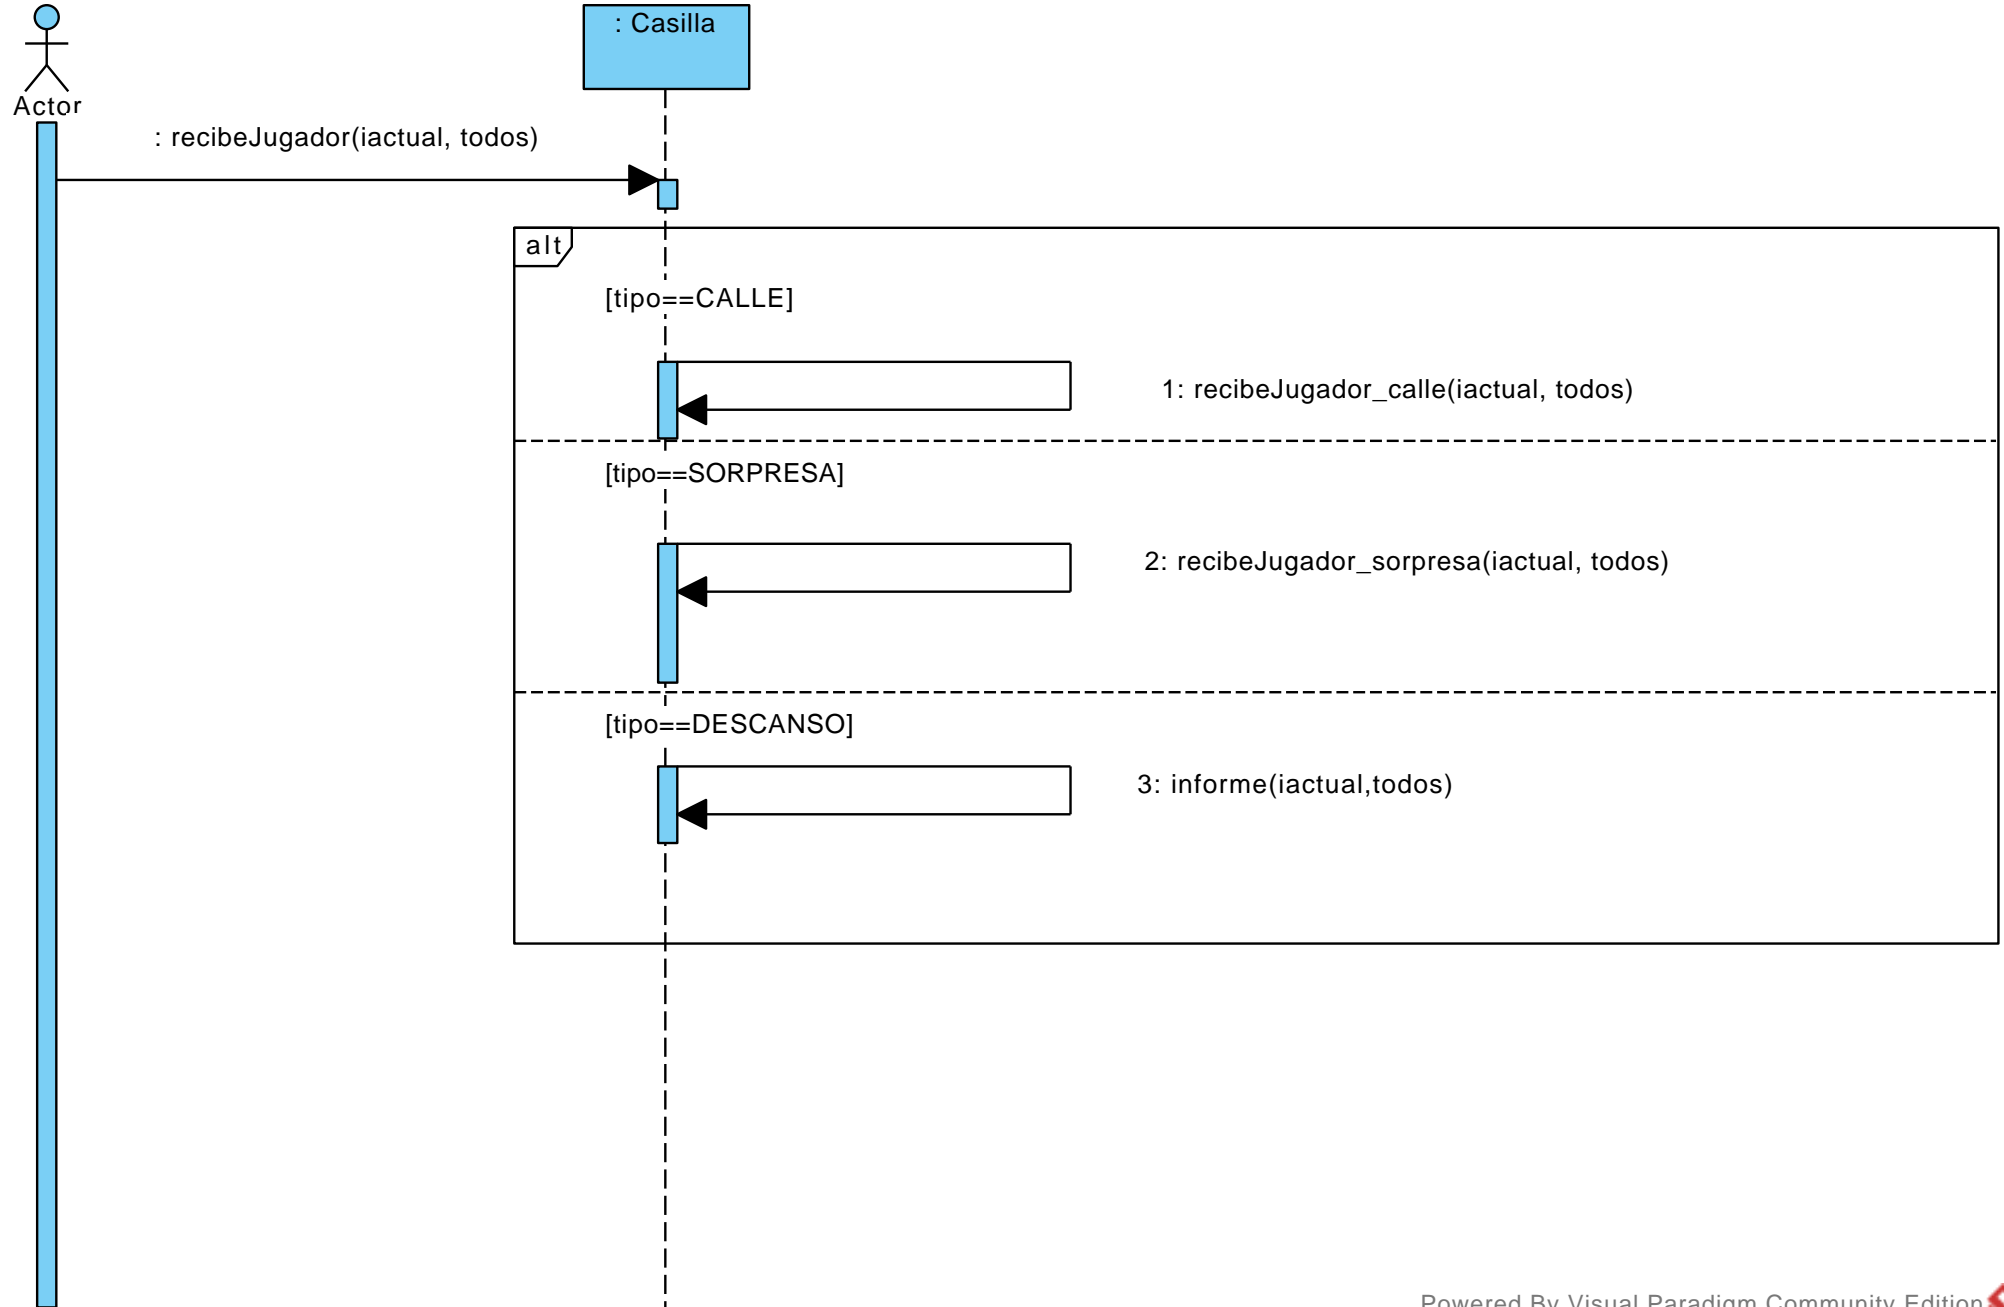 : Casilla
Actor
: recibeJugador(iactual, todos)
alt
[tipo==CALLE]
1: recibeJugador_calle(iactual, todos)
[tipo==SORPRESA]
2: recibeJugador_sorpresa(iactual, todos)
[tipo==DESCANSO]
3: informe(iactual,todos)
Powered By Visual Paradigm Community Edition